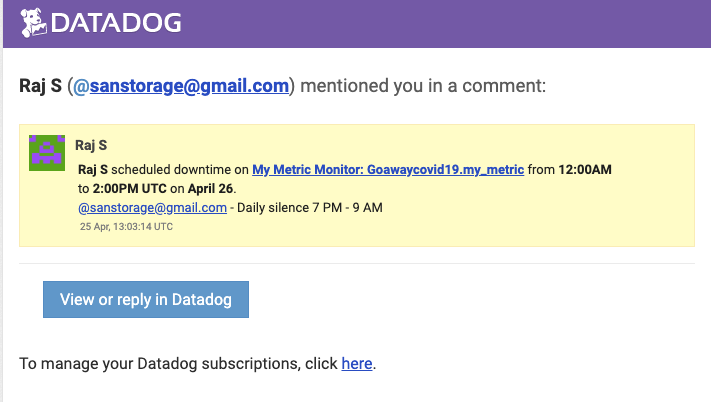 DATADOG
Raj S (@sanstorage@gmail.com) mentioned you in a comment:
Raj S
Raj S scheduled downtime on My Metric Monitor: Goawaycovid19.my_metric from 12:00AM
to 2:00PM UTC on April 26.
@sanstorage@gmail.com - Daily silence 7 PM - 9 AM
25 Apr, 13:03:14 UTC
View or reply in Datadog
To manage your Datadog subscriptions, click here.